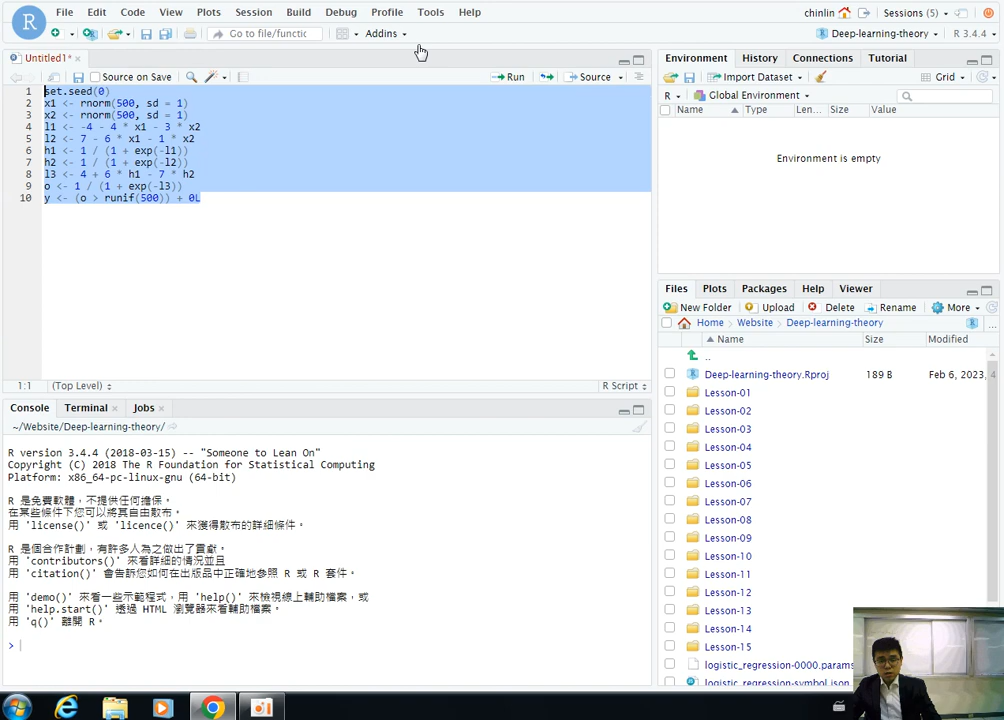 R File Edit Code View Plots Session Build Debug Profile Tools Help chinlin Sessions (5)
Go to file/functic Addins Deep-learning-theory R 3.4.4
Untitled1*
Source on Save Run Source
1 set.seed(0)
2 x1 <- rnorm(500, sd = 1)
3 x2 <- rnorm(500, sd = 1)
4 l1 <- -4 - 4 * x1 - 3 * x2
5 l2 <- 7 - 6 * x1 - 1 * x2
6 h1 <- 1 / (1 + exp(-l1))
7 h2 <- 1 / (1 + exp(-l2))
8 l3 <- 4 + 6 * h1 - 7 * h2
9 o <- 1 / (1 + exp(-l3))
10 y <- (o > runif(500)) + 0L
1:1 (Top Level) R Script
Console Terminal Jobs
~/Website/Deep-learning-theory/
R version 3.4.4 (2018-03-15) -- "Someone to Lean On"
Copyright (C) 2018 The R Foundation for Statistical Computing
Platform: x86_64-pc-linux-gnu (64-bit)
R 是免費軟體，不提供任何擔保。
在某些條件下您可以將其自由散布。
用 'license()' 或 'licence()' 來獲得散布的詳細條件。
R 是個合作計劃，有許多人為之做出了貢獻。
用 'contributors()' 來看詳細的情況並且
用 'citation()' 會告訴您如何在出版品中正確地參照 R 或 R 套件。
用 'demo()' 來看一些示範程式，用 'help()' 來檢視線上輔助檔案，或
用 'help.start()' 透過 HTML 瀏覽器來看輔助檔案。
用 'q()' 離開 R。
>
Environment History Connections Tutorial
Import Dataset Grid
R Global Environment
Name Type Len... Size Value
Environment is empty
Files Plots Packages Help Viewer
New Folder Upload Delete Rename More
Home Website Deep-learning-theory ...
Name Size Modified
..
Deep-learning-theory.Rproj 189 B Feb 6, 2023, 4
Lesson-01
Lesson-02
Lesson-03
Lesson-04
Lesson-05
Lesson-06
Lesson-07
Lesson-08
Lesson-09
Lesson-10
Lesson-11
Lesson-12
Lesson-13
Lesson-14
Lesson-15
logistic_regression-0000.params
logistic_regression-symbol.json